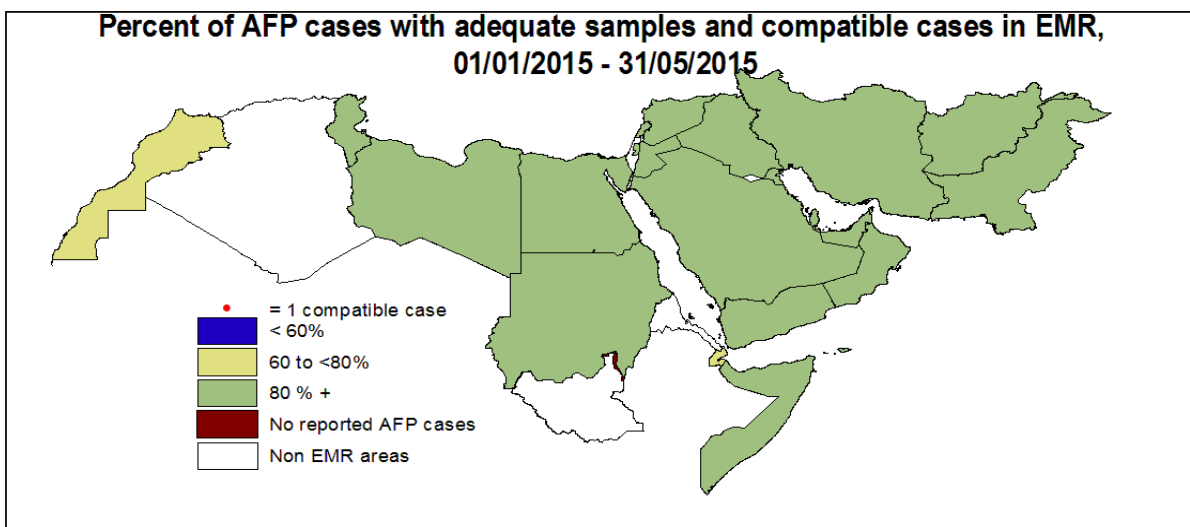 Percent of AFP cases with adequate samples and compatible cases in EMR,
01/01/2015 - 31/05/2015
= 1 compatible case
< 60%
60 to <80%
80 % +
No reported AFP cases
Non EMR areas